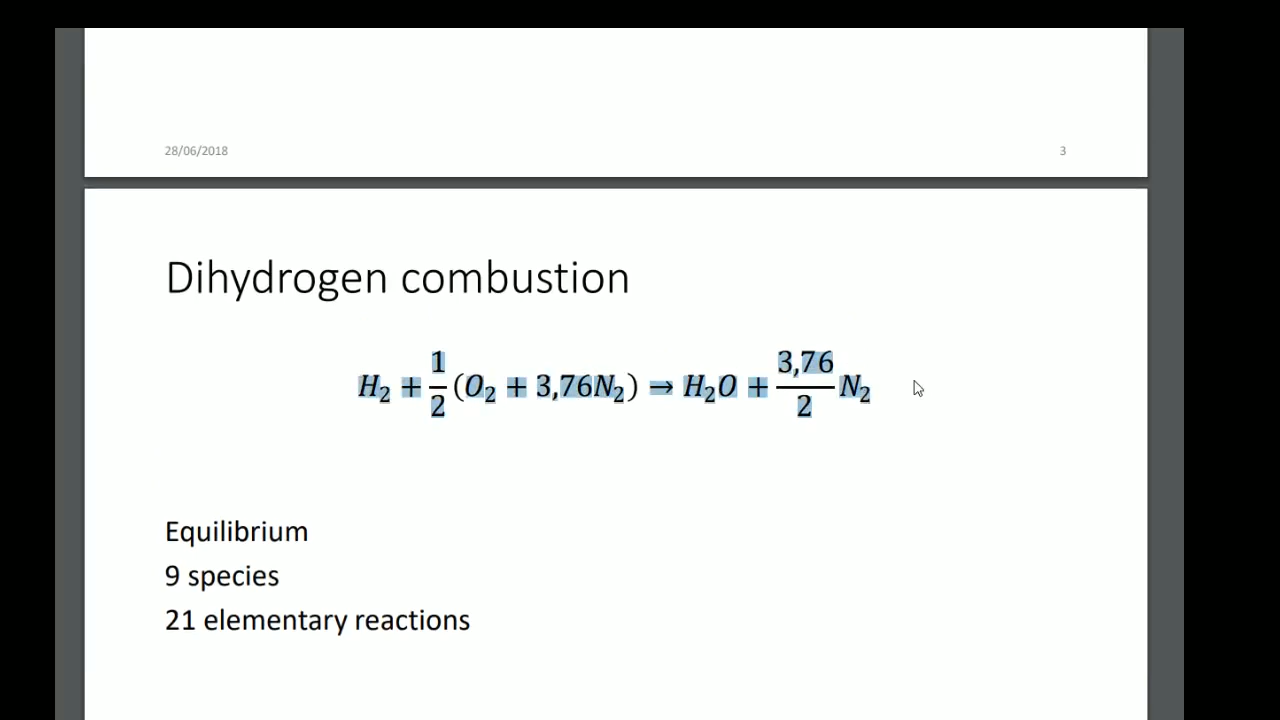 28/06/2018 3
Dihydrogen combustion
H₂ + 1/2 (O₂ + 3,76N₂) → H₂O + 3,76/2 N₂
Equilibrium
9 species
21 elementary reactions